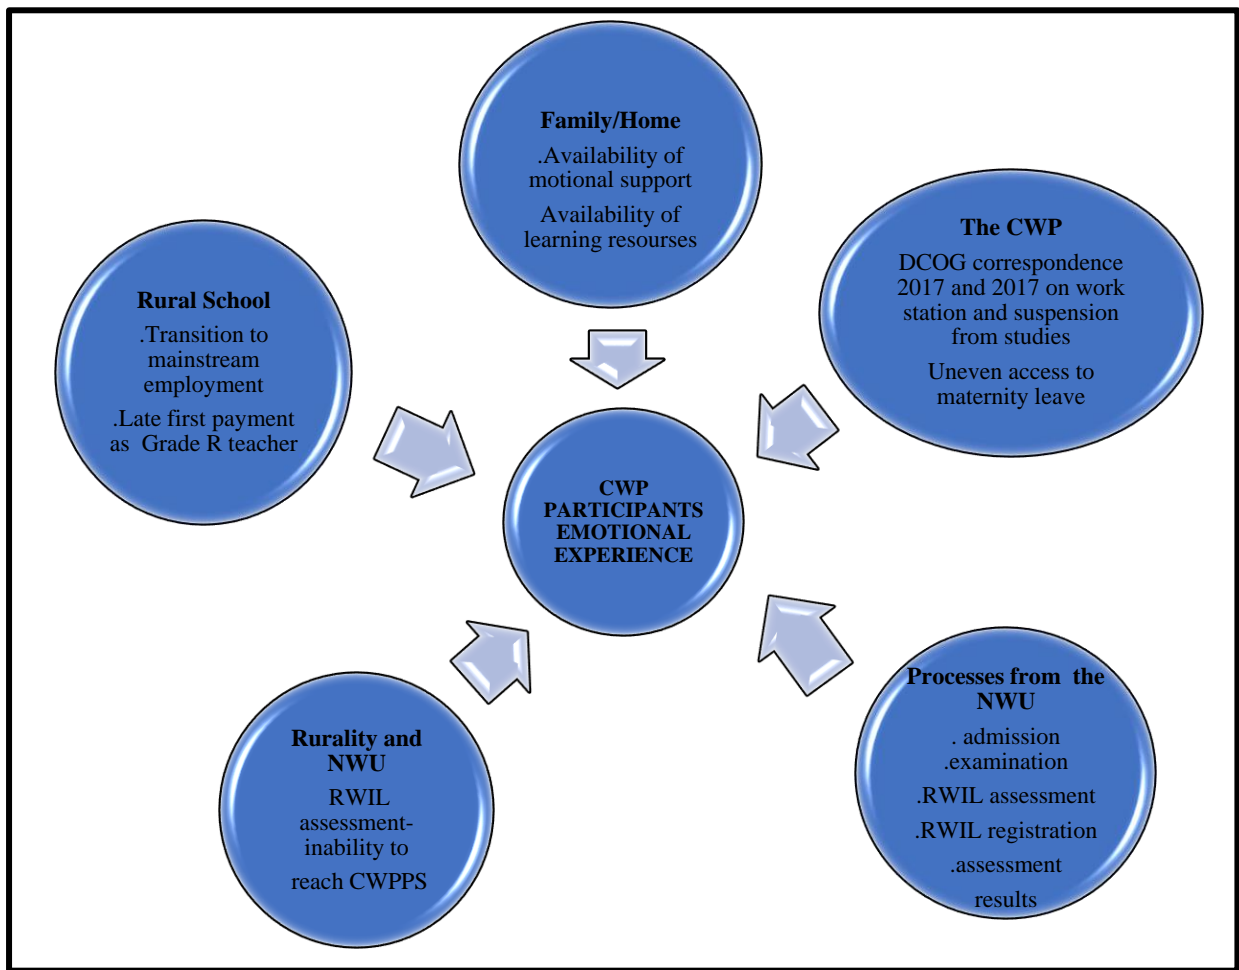 Family/Home
.Availability of
motional support
Availability of
learning resourses
The CWP
DCOG correspondence
2017 and 2017 on work
station and suspension
from studies
Uneven access to
maternity leave
Rural School
.Transition to
mainstream
employment
.Late first payment
as Grade R teacher
CWP
PARTICIPANTS
EMOTIONAL
EXPERIENCE
Rurality and
NWU
RWIL
assessment-
inability to
reach CWPPS
Processes from the
NWU
. admission
.examination
.RWIL assessment
.RWIL registration
.assessment
results